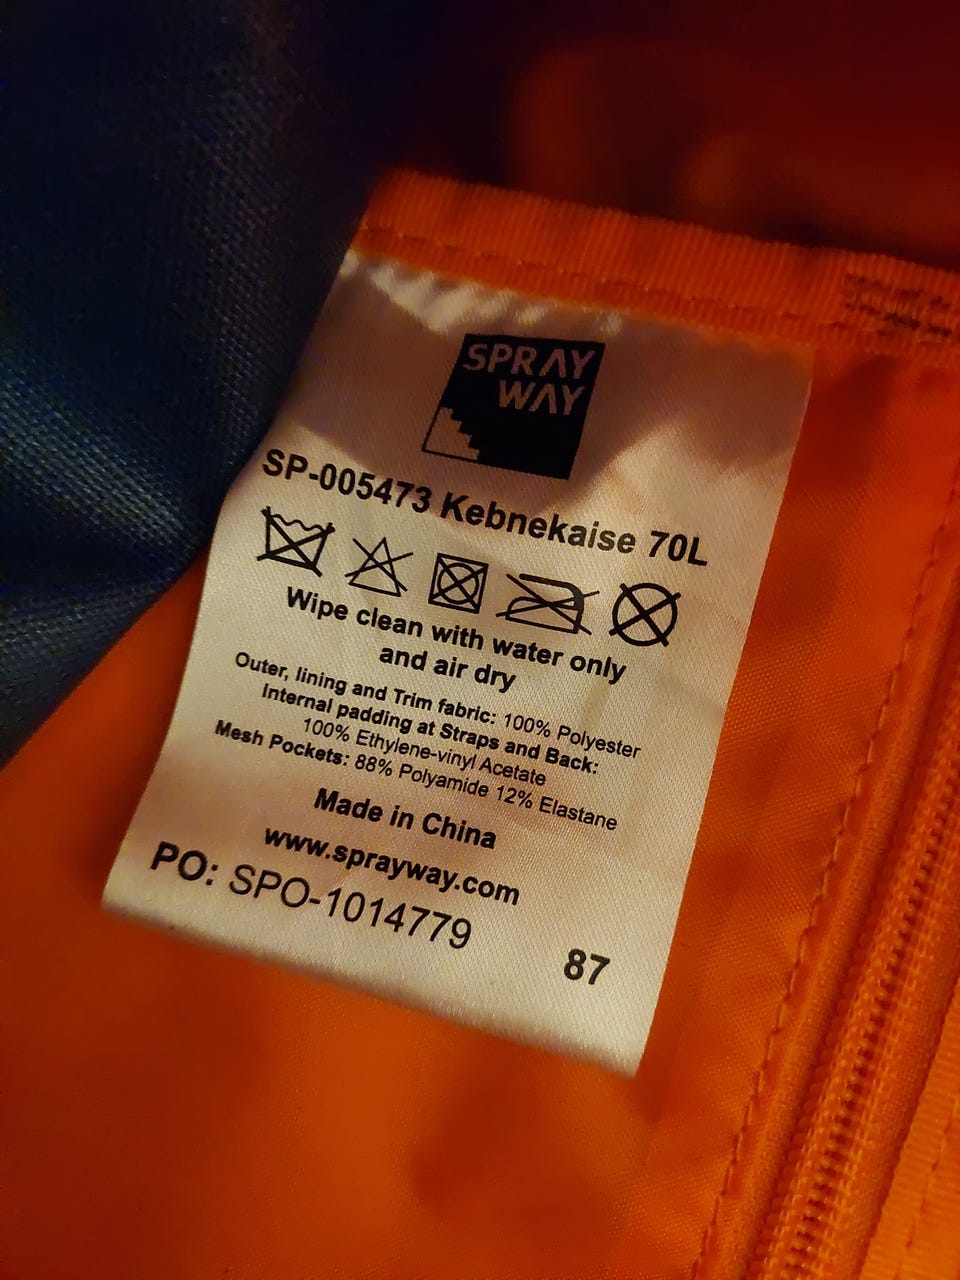 SPRAY
WAY
SP-005473 Kebnekaise 70L
Wipe clean with water only
and air dry
Outer, lining and Trim fabric: 100% Polyester
Internal padding at Straps and Back:
100% Ethylene-vinyl Acetate
Mesh Pockets: 88% Polyamide 12% Elastane
Made in China
www.sprayway.com
PO: SPO-1014779
87